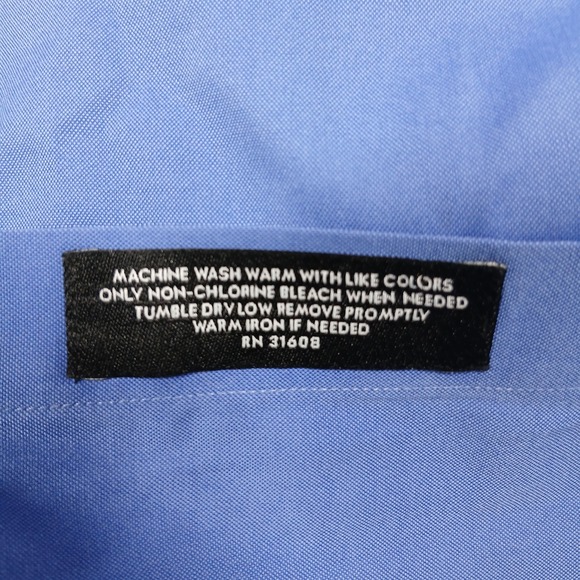 MACHINE WASH WARM WITH LIKE COLORS
ONLY NON-CHLORINE BLEACH WHEN NEEDED
TUMBLE DRY LOW REMOVE PROMPTLY
WARM IRON IF NEEDED
RN 31608